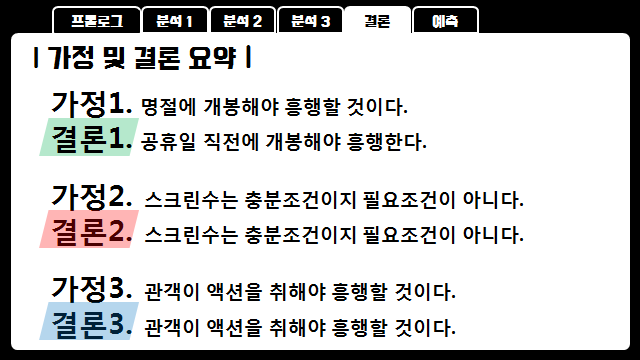 프롤로그 분석 1 분석 2 분석 3 결론 예측
| 가정 및 결론 요약 |
가정1. 명절에 개봉해야 흥행할 것이다.
결론1. 공휴일 직전에 개봉해야 흥행한다.
가정2. 스크린수는 충분조건이지 필요조건이 아니다.
결론2. 스크린수는 충분조건이지 필요조건이 아니다.
가정3. 관객이 액션을 취해야 흥행할 것이다.
결론3. 관객이 액션을 취해야 흥행할 것이다.